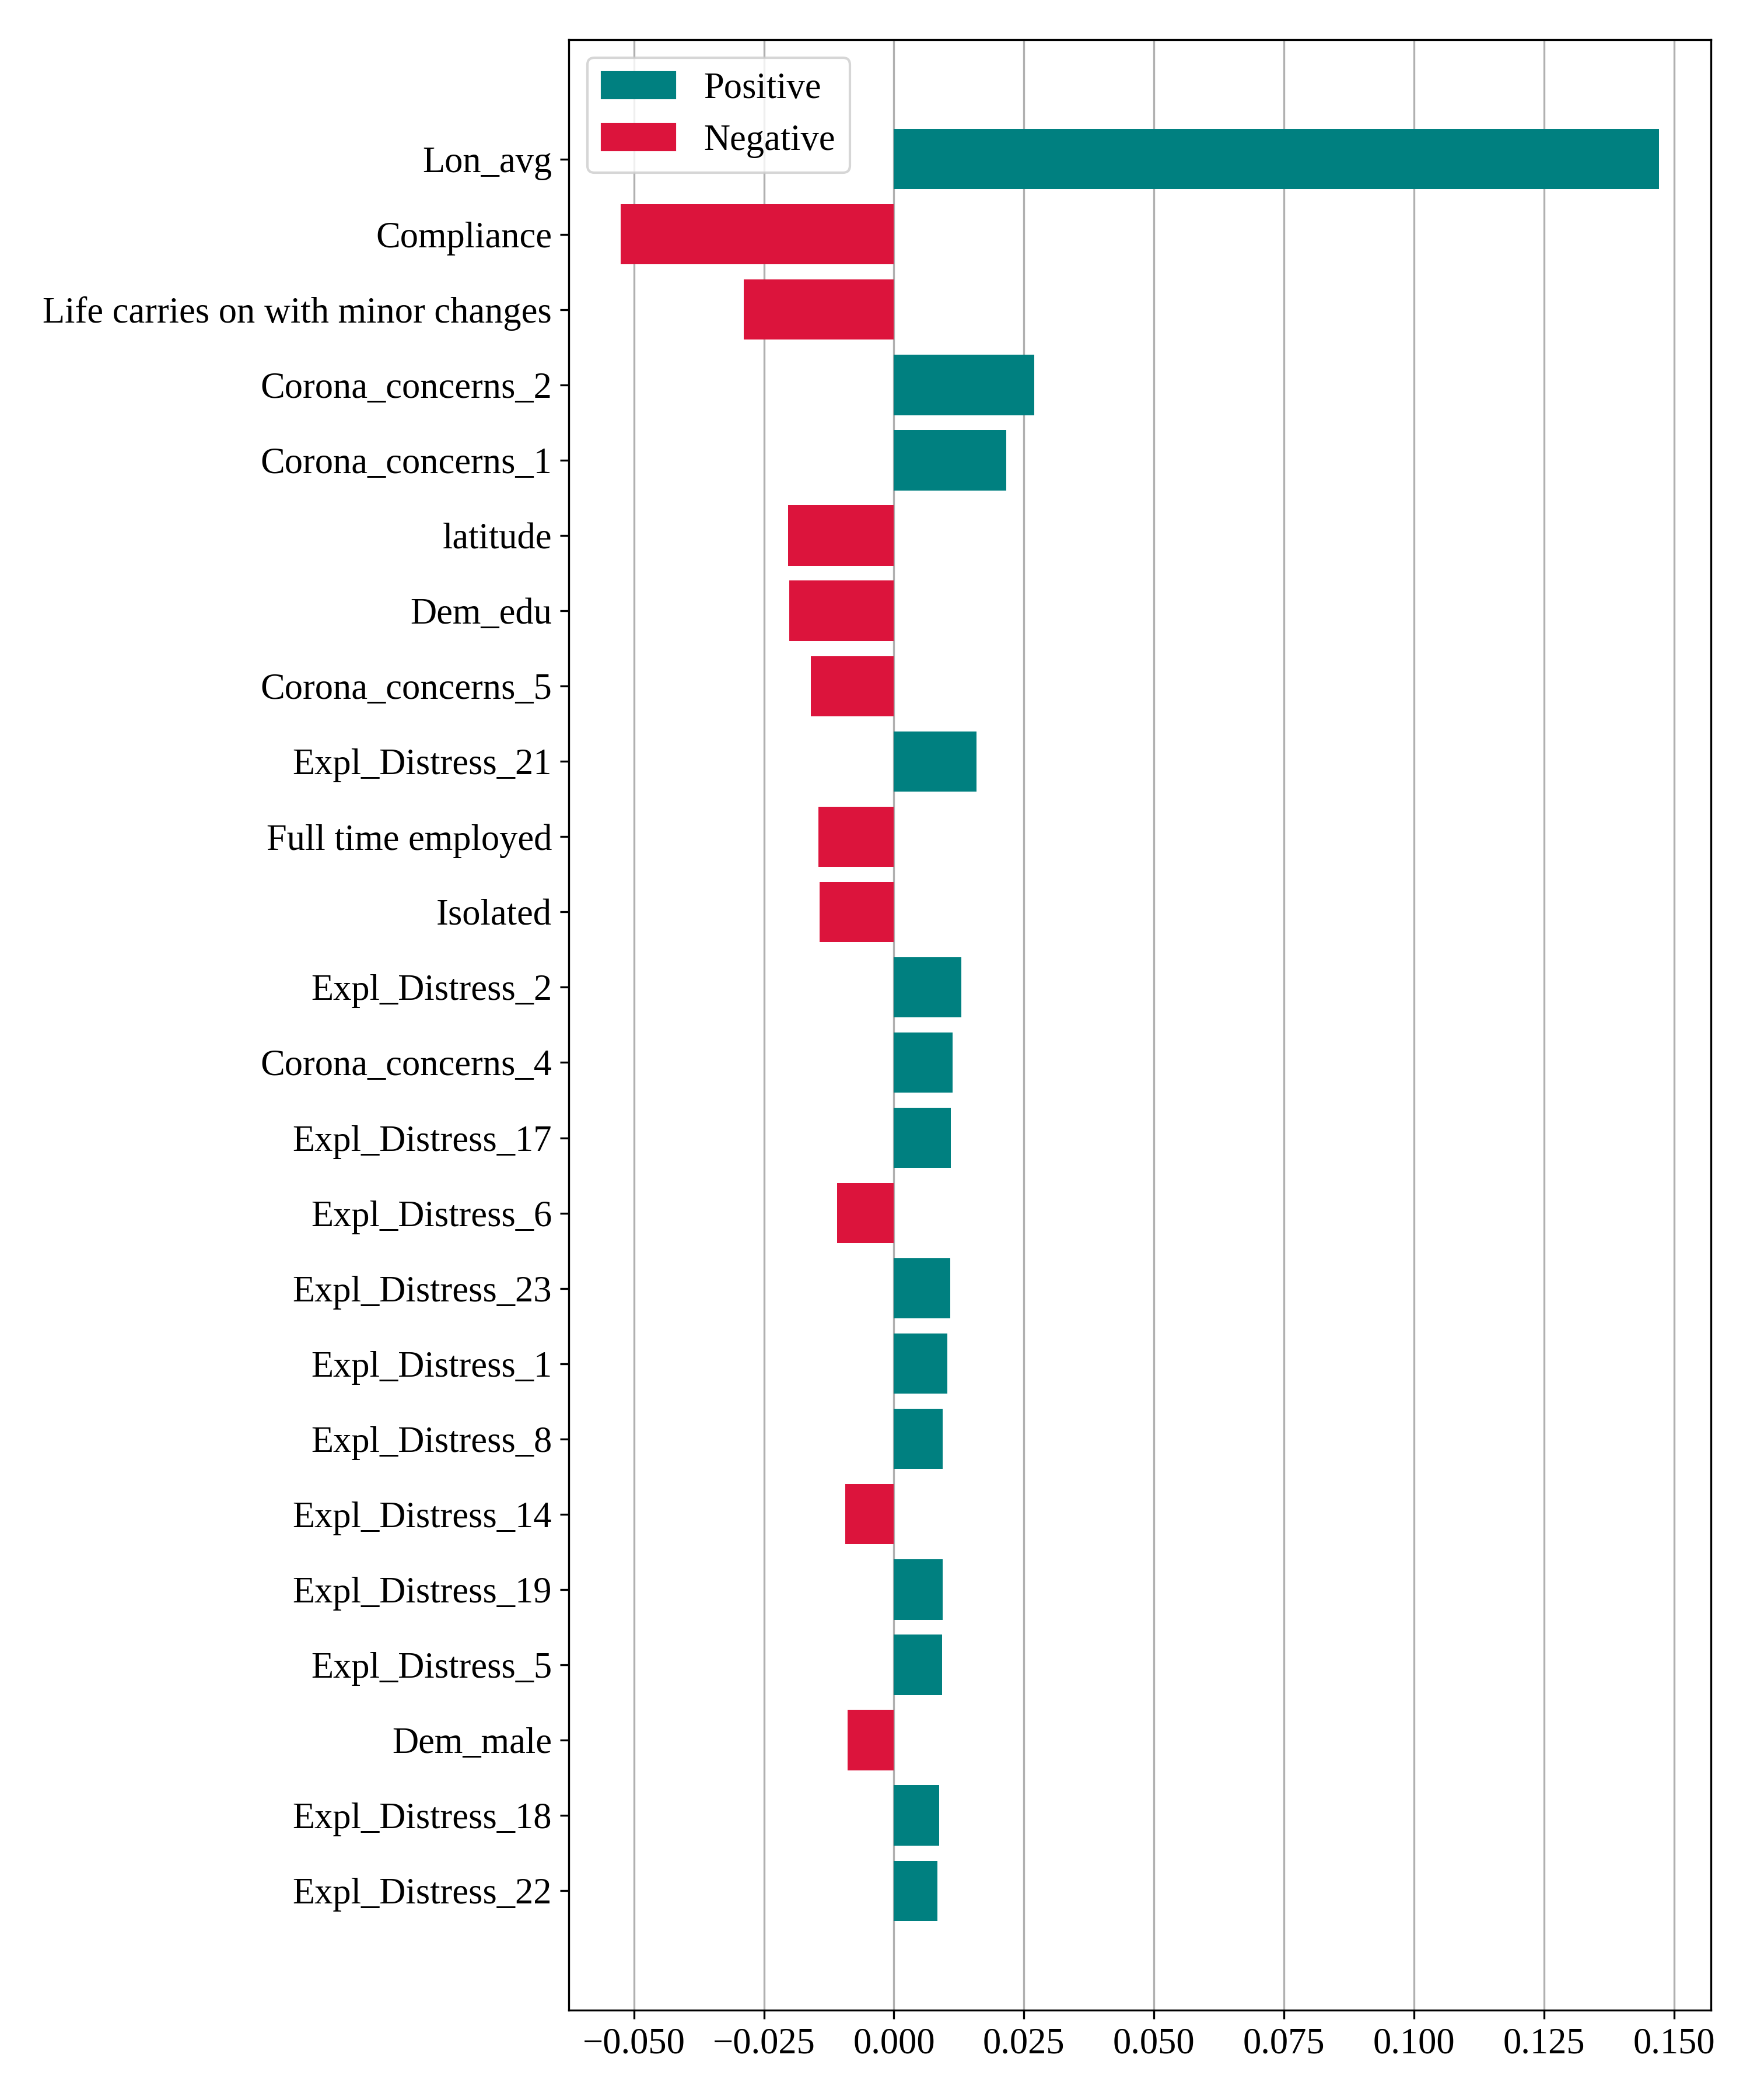 Positive
Negative
Lon_avg
Compliance
Life carries on with minor changes
Corona_concerns_2
Corona_concerns_1
latitude
Dem_edu
Corona_concerns_5
Expl_Distress_21
Full time employed
Isolated
Expl_Distress_2
Corona_concerns_4
Expl_Distress_17
Expl_Distress_6
Expl_Distress_23
Expl_Distress_1
Expl_Distress_8
Expl_Distress_14
Expl_Distress_19
Expl_Distress_5
Dem_male
Expl_Distress_18
Expl_Distress_22
−0.050 −0.025 0.000 0.025 0.050 0.075 0.100 0.125 0.150